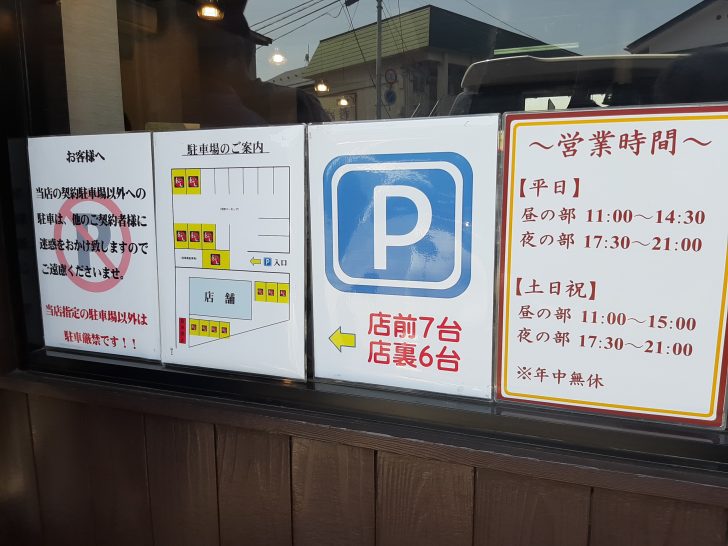 お客様へ
当店の契約駐車場以外への
駐車は、他のご契約者様に
迷惑をおかけ致しますので
ご遠慮くださいませ。
当店指定の駐車場以外は
駐車厳禁です！！
駐車場のご案内
P 入口
店舗
P
店前7台
店裏6台
～営業時間～
【平日】
昼の部 11:00～14:30
夜の部 17:30～21:00
【土日祝】
昼の部 11:00～15:00
夜の部 17:30～21:00
※年中無休